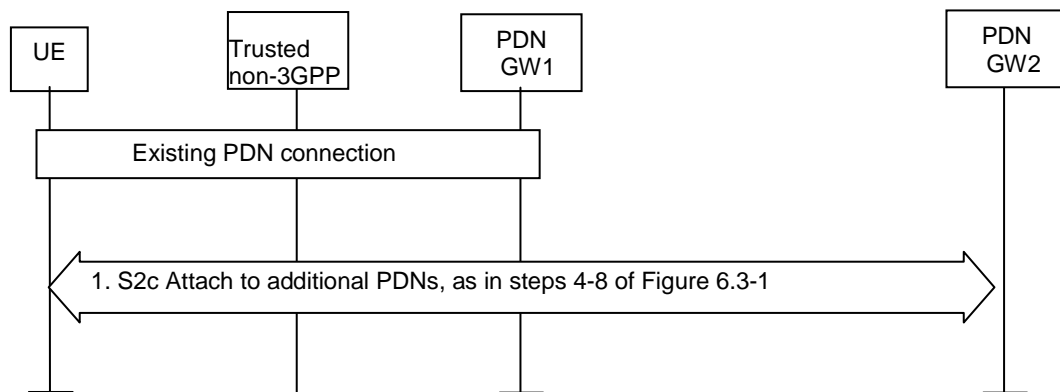 UE
Trusted
non-3GPP
PDN
GW1
PDN
GW2
Existing PDN connection
1. S2c Attach to additional PDNs, as in steps 4-8 of Figure 6.3-1